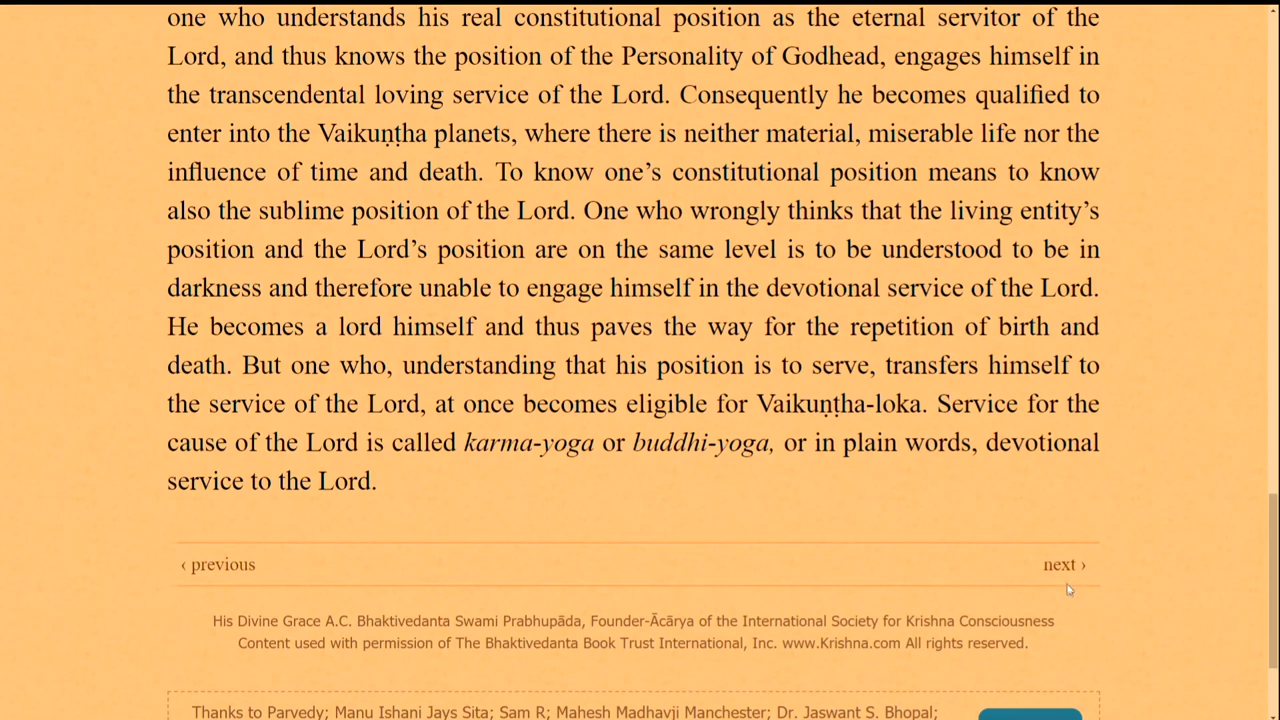 one who understands his real constitutional position as the eternal servitor of the
Lord, and thus knows the position of the Personality of Godhead, engages himself in
the transcendental loving service of the Lord. Consequently he becomes qualified to
enter into the Vaikuṇṭha planets, where there is neither material, miserable life nor the
influence of time and death. To know one’s constitutional position means to know
also the sublime position of the Lord. One who wrongly thinks that the living entity’s
position and the Lord’s position are on the same level is to be understood to be in
darkness and therefore unable to engage himself in the devotional service of the Lord.
He becomes a lord himself and thus paves the way for the repetition of birth and
death. But one who, understanding that his position is to serve, transfers himself to
the service of the Lord, at once becomes eligible for Vaikuṇṭha-loka. Service for the
cause of the Lord is called karma-yoga or buddhi-yoga, or in plain words, devotional
service to the Lord.
‹ previous
next ›
His Divine Grace A.C. Bhaktivedanta Swami Prabhupāda, Founder-Ācārya of the International Society for Krishna Consciousness
Content used with permission of The Bhaktivedanta Book Trust International, Inc. www.Krishna.com All rights reserved.
Thanks to Parvedy; Manu Ishani Jays Sita; Sam R; Mahesh Madhavji Manchester; Dr. Jaswant S. Bhopal;